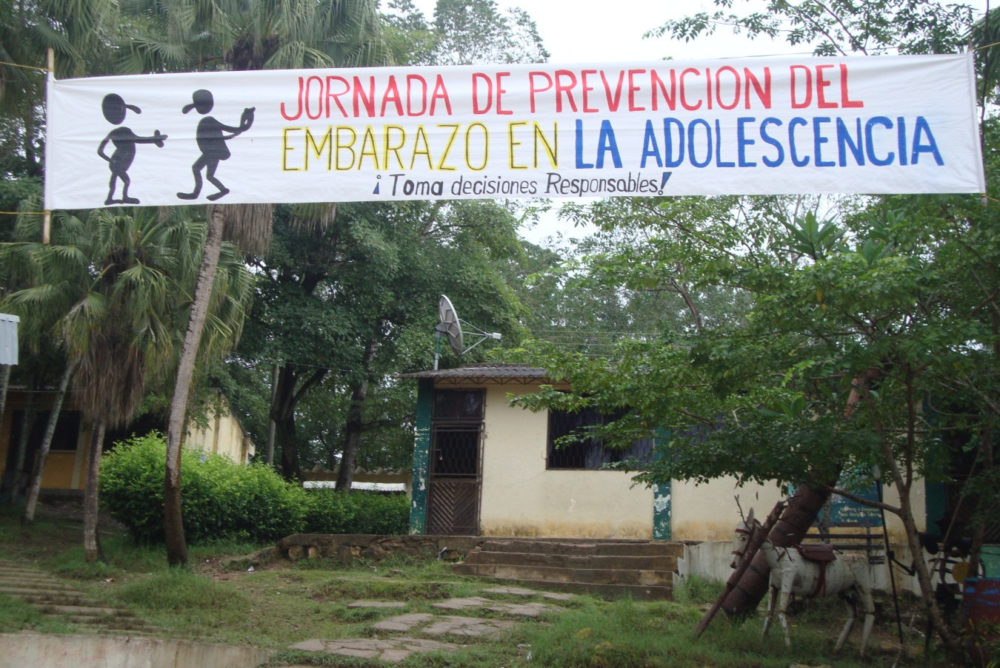 JORNADA DE PREVENCION DEL
EMBARAZO EN LA ADOLESCENCIA
¡Toma decisiones Responsables!